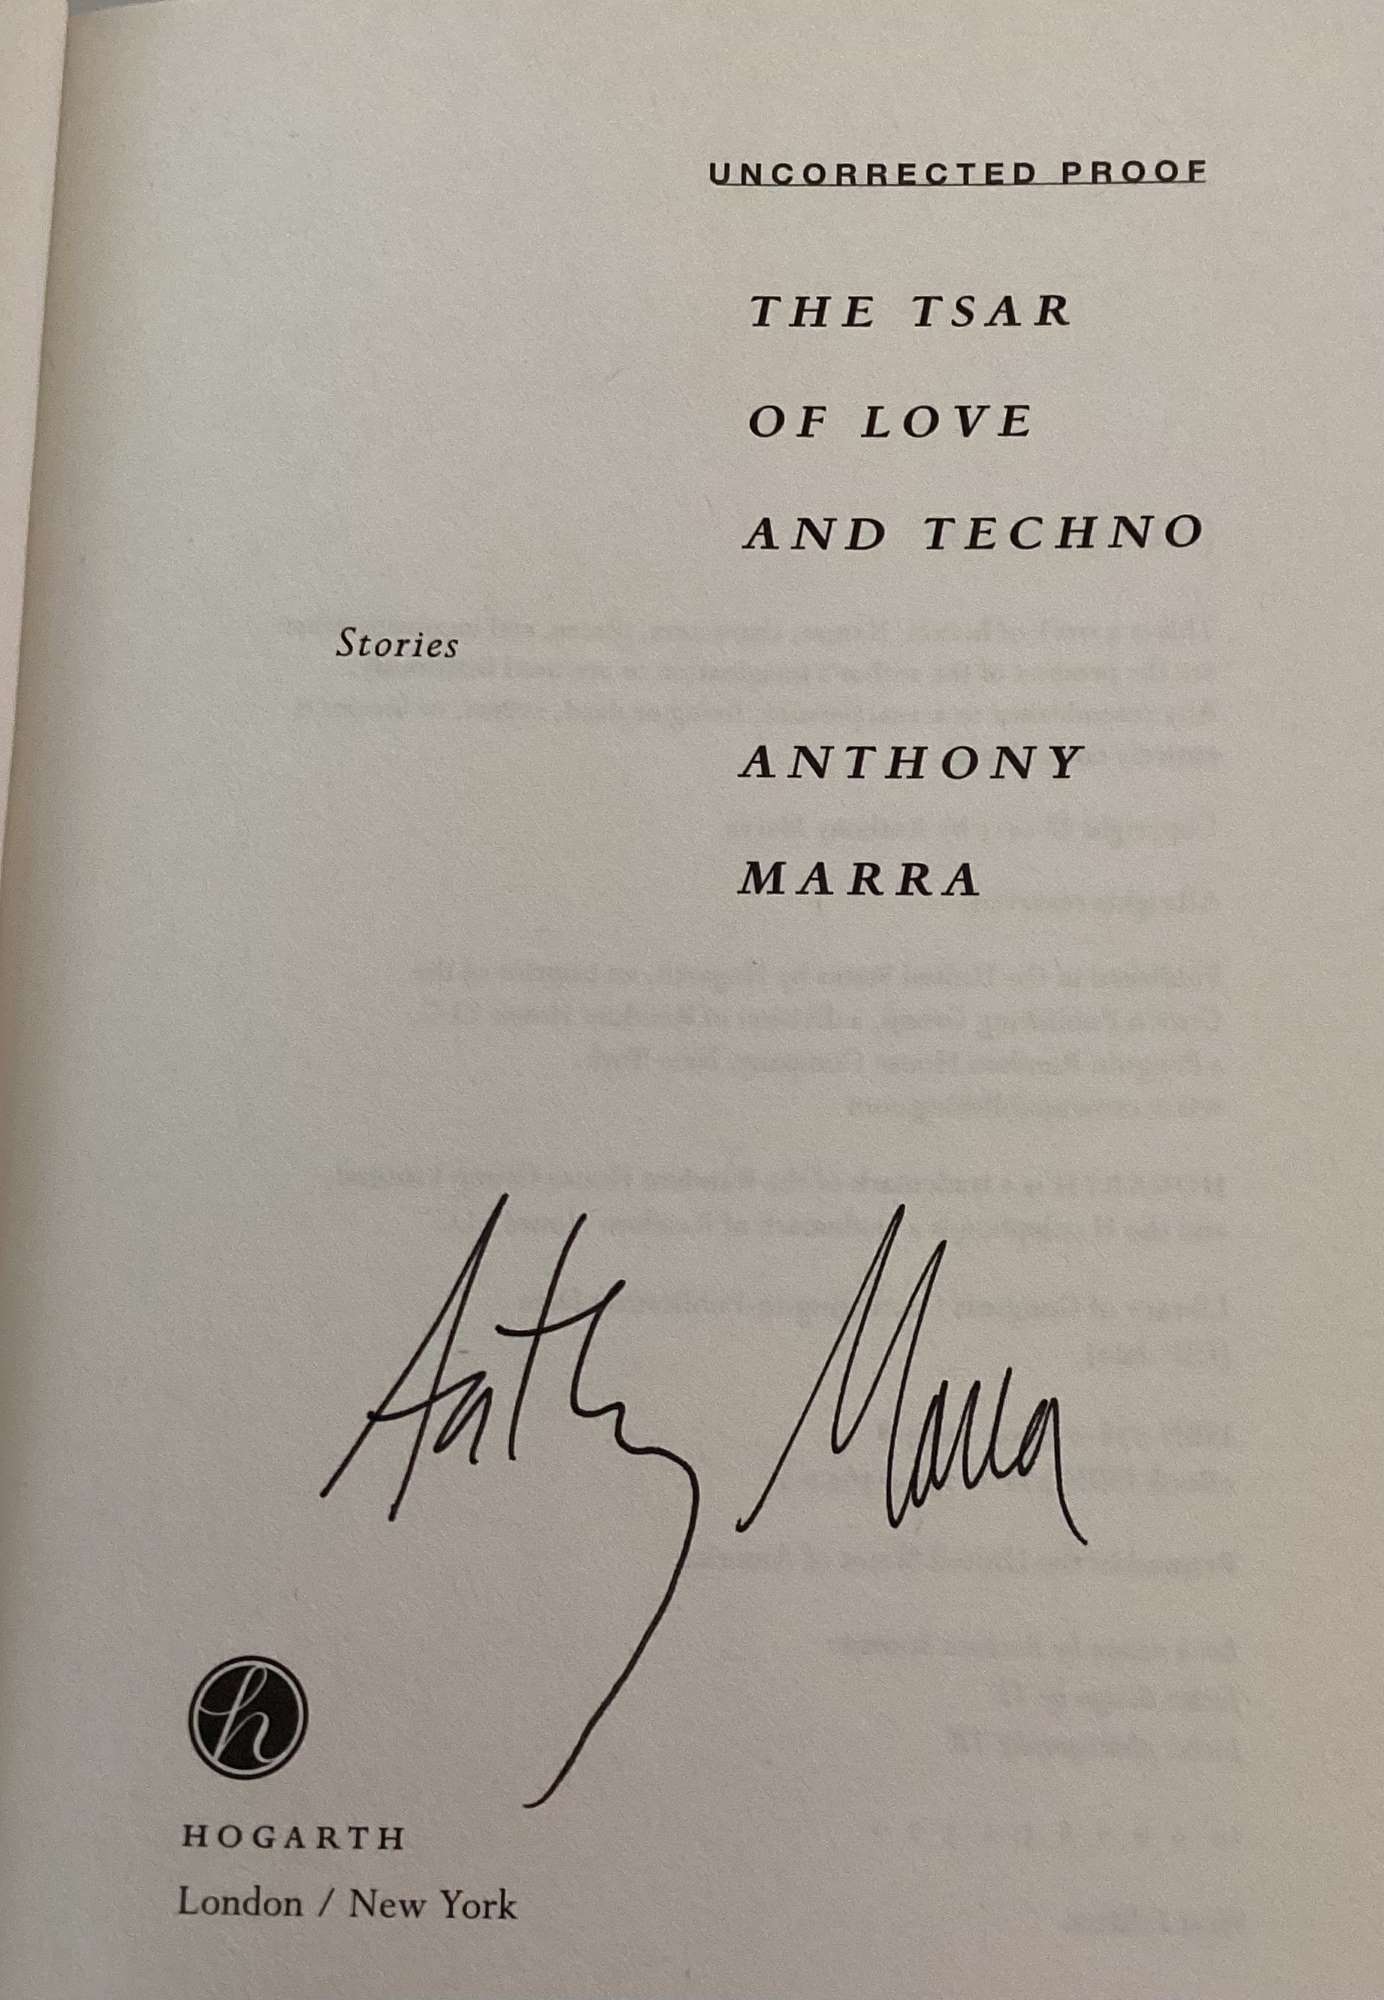 UNCORRECTED PROOF
THE TSAR
OF LOVE
AND TECHNO
Stories
ANTHONY
MARRA
Anthony Marra
h
HOGARTH
London / New York